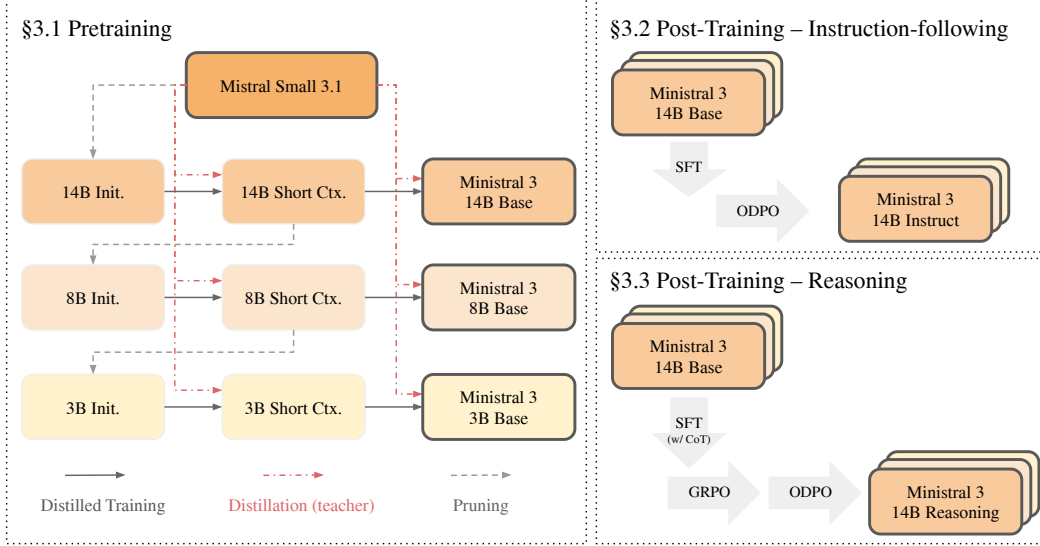 §3.1 Pretraining
Mistral Small 3.1
14B Init.
14B Short Ctx.
Ministral 3
14B Base
8B Init.
8B Short Ctx.
Ministral 3
8B Base
3B Init.
3B Short Ctx.
Ministral 3
3B Base
Distilled Training
Distillation (teacher)
Pruning
§3.2 Post-Training – Instruction-following
Ministral 3
14B Base
SFT
ODPO
Ministral 3
14B Instruct
§3.3 Post-Training – Reasoning
Ministral 3
14B Base
SFT
(w/ CoT)
GRPO
ODPO
Ministral 3
14B Reasoning